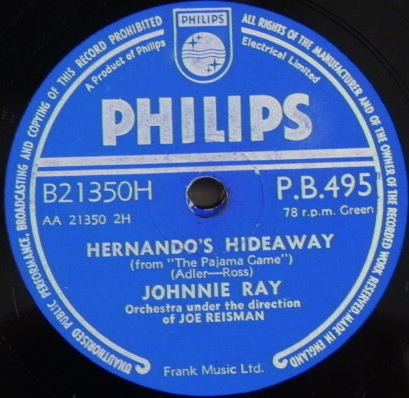 UNAUTHORISED PUBLIC PERFORMANCE, BROADCASTING AND COPYING OF THIS RECORD PROHIBITED
ALL RIGHTS OF THE MANUFACTURER AND OF THE OWNER OF THE RECORDED WORK RESERVED. MADE IN ENGLAND
PHILIPS
A Product of Philips Electrical Limited
PHILIPS
B21350H
P.B.495
AA 21350 2H
78 r.p.m. Green
HERNANDO'S HIDEAWAY
(from "The Pajama Game")
(Adler—Ross)
JOHNNIE RAY
Orchestra under the direction
of JOE REISMAN
Frank Music Ltd.